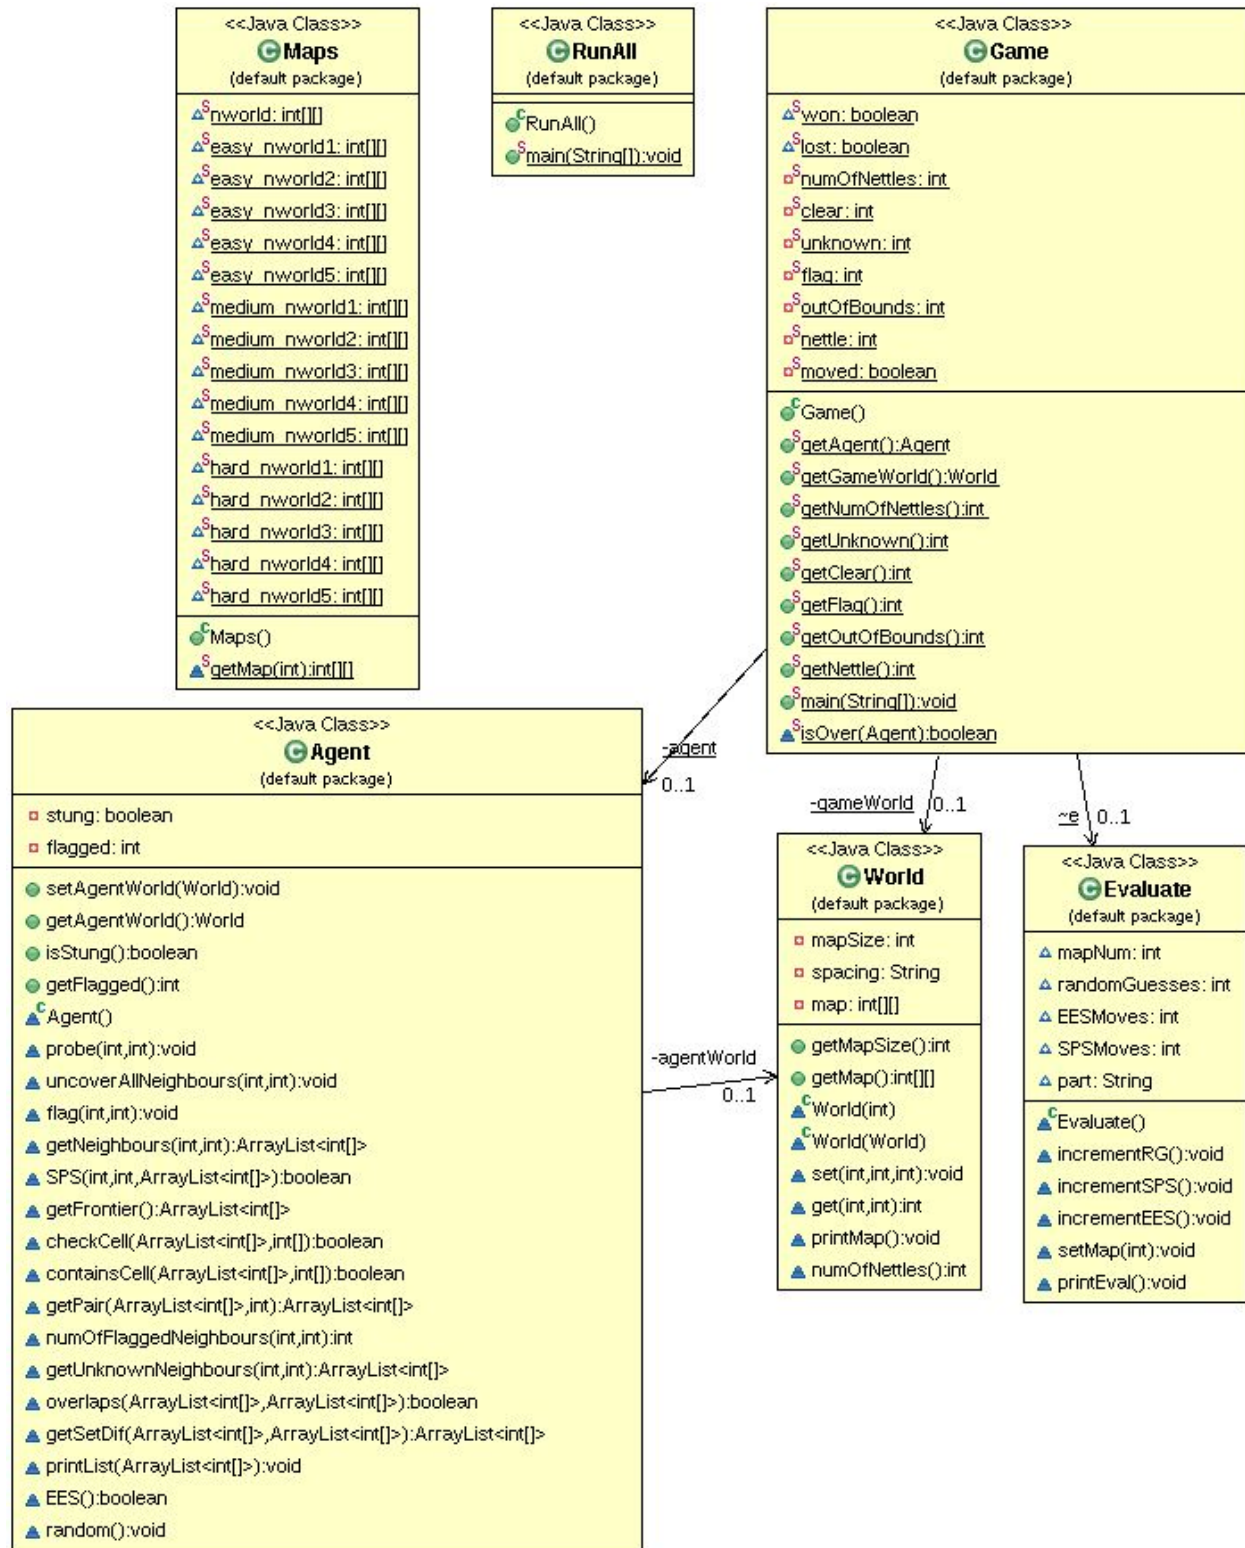 <<Java Class>>
Maps
(default package)
nworld: int[][]
easy_nworld1: int[][]
easy_nworld2: int[][]
easy_nworld3: int[][]
easy_nworld4: int[][]
easy_nworld5: int[][]
medium_nworld1: int[][]
medium_nworld2: int[][]
medium_nworld3: int[][]
medium_nworld4: int[][]
medium_nworld5: int[][]
hard_nworld1: int[][]
hard_nworld2: int[][]
hard_nworld3: int[][]
hard_nworld4: int[][]
hard_nworld5: int[][]
Maps()
getMap(int):int[][]
<<Java Class>>
RunAll
(default package)
RunAll()
main(String[]):void
<<Java Class>>
Game
(default package)
won: boolean
lost: boolean
numOfNettles: int
clear: int
unknown: int
flag: int
outOfBounds: int
nettle: int
moved: boolean
Game()
getAgent():Agent
getGameWorld():World
getNumOfNettles():int
getUnknown():int
getClear():int
getFlag():int
getOutOfBounds():int
getNettle():int
main(String[]):void
isOver(Agent):boolean
-agent
0..1
-gameWorld
0..1
~e
0..1
<<Java Class>>
Agent
(default package)
stung: boolean
flagged: int
setAgentWorld(World):void
getAgentWorld():World
isStung():boolean
getFlagged():int
Agent()
probe(int,int):void
uncoverAllNeighbours(int,int):void
flag(int,int):void
getNeighbours(int,int):ArrayList<int[]>
SPS(int,int,ArrayList<int[]>):boolean
getFrontier():ArrayList<int[]>
checkCell(ArrayList<int[]>,int[]):boolean
containsCell(ArrayList<int[]>,int[]):boolean
getPair(ArrayList<int[]>,int):ArrayList<int[]>
numOfFlaggedNeighbours(int,int):int
getUnknownNeighbours(int,int):ArrayList<int[]>
overlaps(ArrayList<int[]>,ArrayList<int[]>):boolean
getSetDif(ArrayList<int[]>,ArrayList<int[]>):ArrayList<int[]>
printList(ArrayList<int[]>):void
EES():boolean
random():void
-agentWorld
0..1
<<Java Class>>
World
(default package)
mapSize: int
spacing: String
map: int[][]
getMapSize():int
getMap():int[][]
World(int)
World(World)
set(int,int,int):void
get(int,int):int
printMap():void
numOfNettles():int
<<Java Class>>
Evaluate
(default package)
mapNum: int
randomGuesses: int
EESMoves: int
SPSMoves: int
part: String
Evaluate()
incrementRG():void
incrementSPS():void
incrementEES():void
setMap(int):void
printEval():void